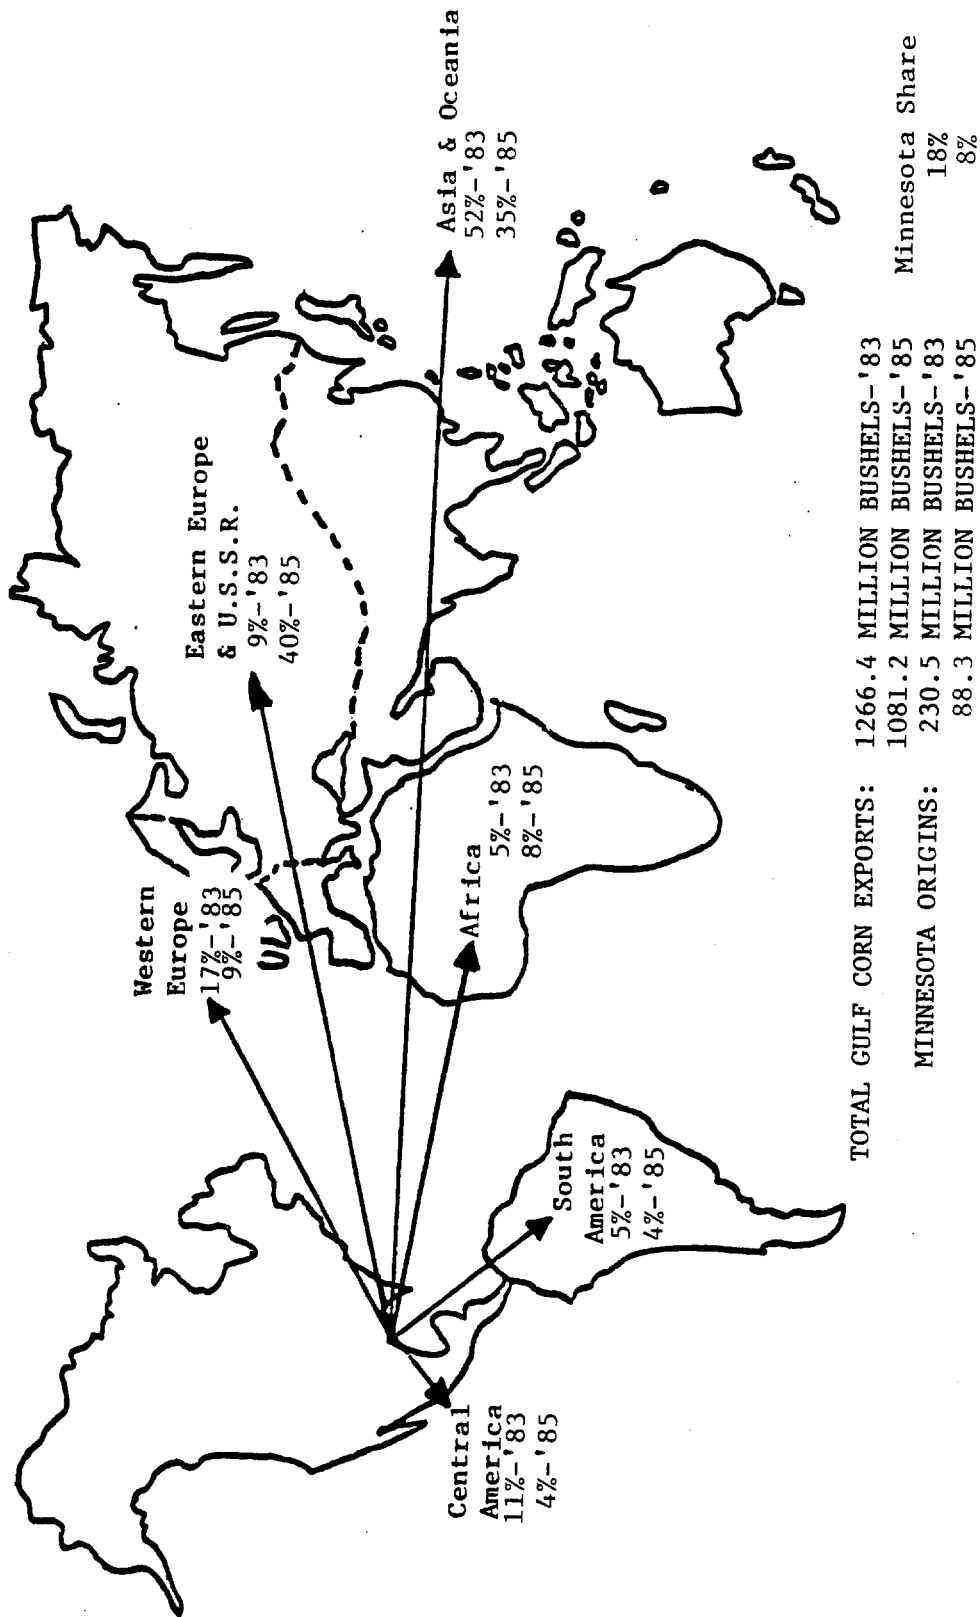 Western
Europe
17%-'83
9%-'85
Eastern Europe
& U.S.S.R.
9%-'83
40%-'85
Asia & Oceania
52%-'83
35%-'85
Africa
5%-'83
8%-'85
South
America
5%-'83
4%-'85
Central
America
11%-'83
4%-'85
TOTAL GULF CORN EXPORTS: 1266.4 MILLION BUSHELS-'83
1081.2 MILLION BUSHELS-'85 Minnesota Share
MINNESOTA ORIGINS: 230.5 MILLION BUSHELS-'83 18%
88.3 MILLION BUSHELS-'85 8%